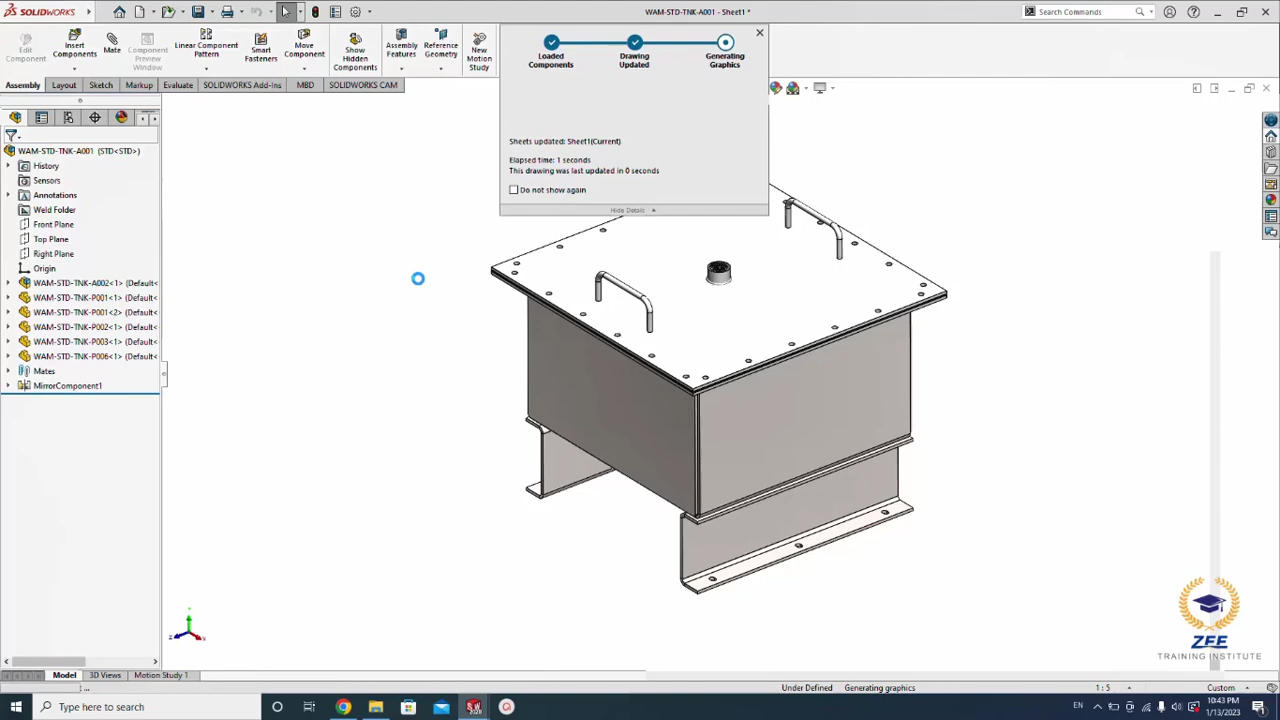 SOLIDWORKS
WAM-STD-TNK-A001 - Sheet1 *
Search Commands
Edit Component
Insert Components
Mate
Component Preview Window
Linear Component Pattern
Smart Fasteners
Move Component
Show Hidden Components
Assembly Features
Reference Geometry
New Motion Study
Loaded Components
Drawing Updated
Generating Graphics
Assembly
Layout
Sketch
Markup
Evaluate
SOLIDWORKS Add-Ins
MBD
SOLIDWORKS CAM
Sheets updated: Sheet1(Current)
Elapsed time: 1 seconds
This drawing was last updated in 0 seconds
Do not show again
Hide Details
WAM-STD-TNK-A001 (STD<STD>)
History
Sensors
Annotations
Weld Folder
Front Plane
Top Plane
Right Plane
Origin
WAM-STD-TNK-A002<1> (Default<
WAM-STD-TNK-P001<1> (Default<
WAM-STD-TNK-P001<2> (Default<
WAM-STD-TNK-P002<1> (Default<
WAM-STD-TNK-P003<1> (Default<
WAM-STD-TNK-P006<1> (Default<
Mates
MirrorComponent1
ZEE
TRAINING INSTITUTE
Model
3D Views
Motion Study 1
...
Under Defined
Generating graphics
1 : 5
Custom
Type here to search
EN
10:43 PM
1/13/2023